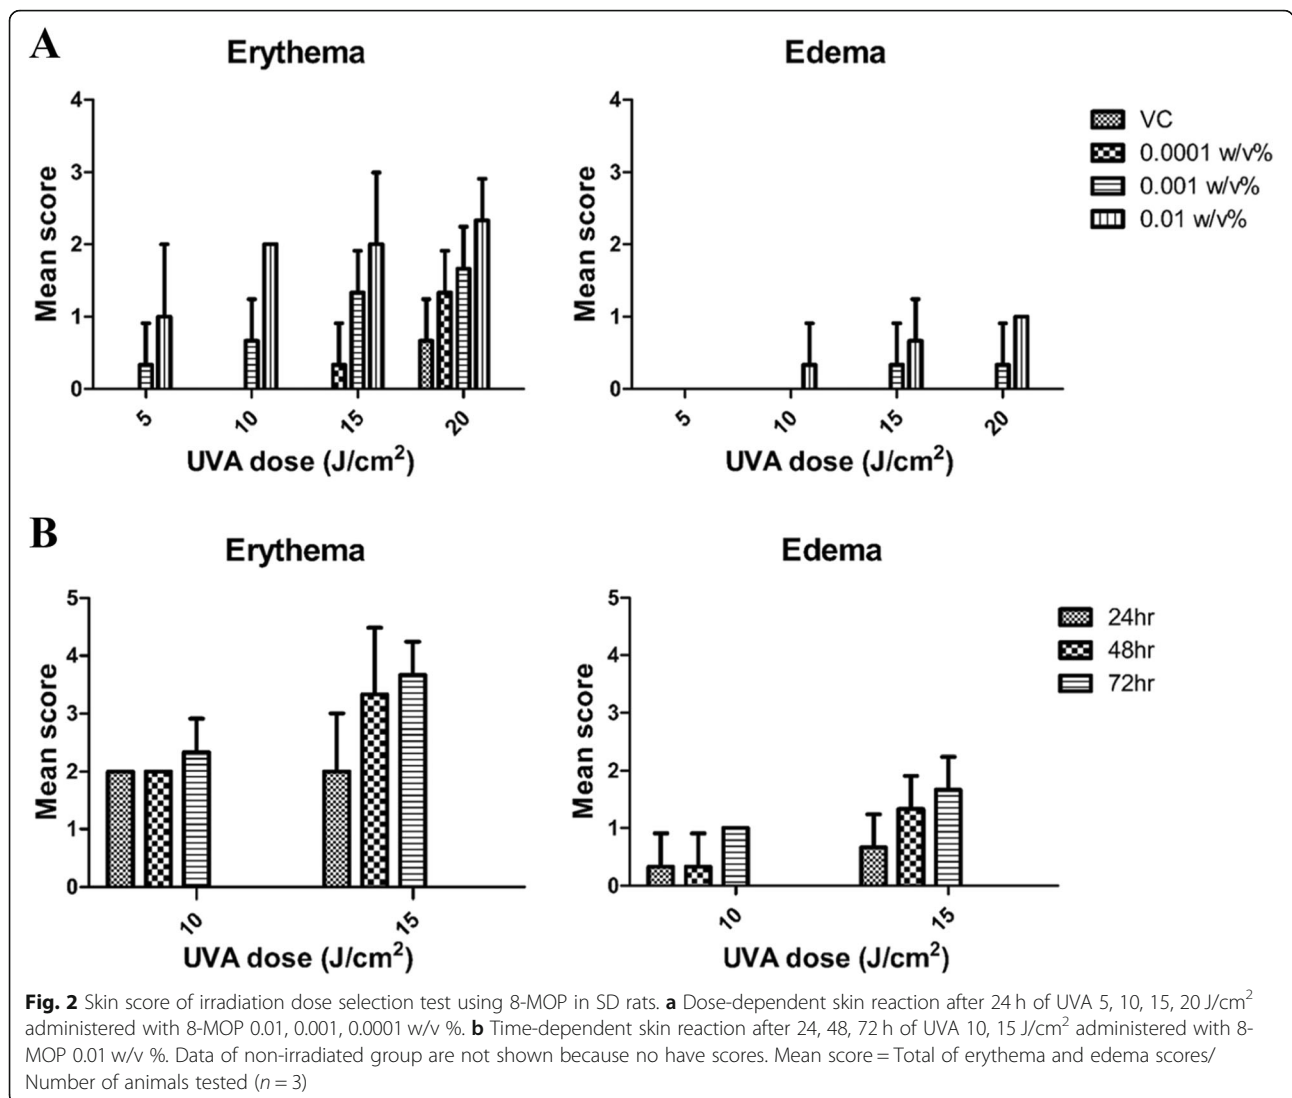 A
Erythema
Mean score
4
3
2
1
0
5
10
15
20
UVA dose (J/cm²)
Edema
Mean score
4
3
2
1
0
5
10
15
20
UVA dose (J/cm²)
VC
0.0001 w/v%
0.001 w/v%
0.01 w/v%
B
Erythema
Mean score
5
4
3
2
1
0
10
15
UVA dose (J/cm²)
Edema
Mean score
5
4
3
2
1
0
10
15
UVA dose (J/cm²)
24hr
48hr
72hr
Fig. 2 Skin score of irradiation dose selection test using 8-MOP in SD rats. a Dose-dependent skin reaction after 24 h of UVA 5, 10, 15, 20 J/cm²
administered with 8-MOP 0.01, 0.001, 0.0001 w/v %. b Time-dependent skin reaction after 24, 48, 72 h of UVA 10, 15 J/cm² administered with 8-
MOP 0.01 w/v %. Data of non-irradiated group are not shown because no have scores. Mean score = Total of erythema and edema scores/
Number of animals tested (n = 3)